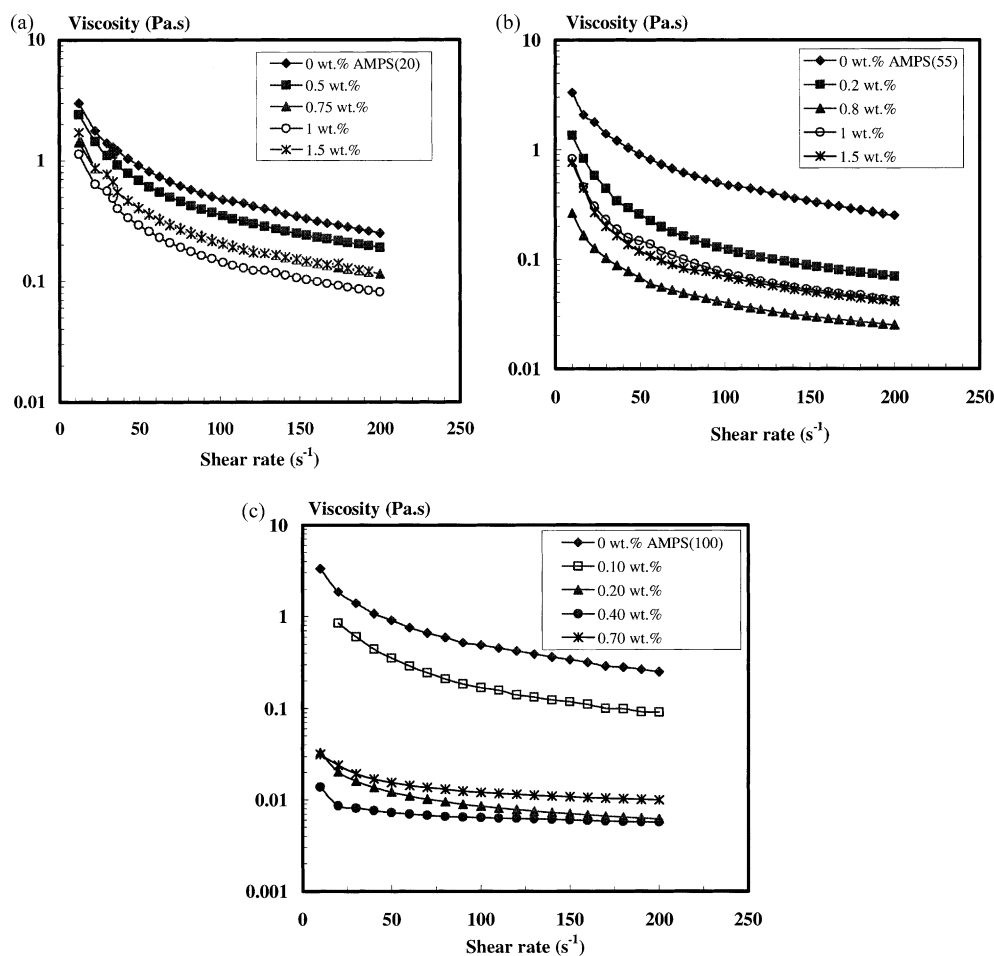 (a)
Viscosity (Pa.s)
10
1
0.1
0.01
0 wt.% AMPS(20)
0.5 wt.%
0.75 wt.%
1 wt.%
1.5 wt.%
0 50 100 150 200 250
Shear rate (s⁻¹)
(b)
Viscosity (Pa.s)
10
1
0.1
0.01
0 wt.% AMPS(55)
0.2 wt.%
0.8 wt.%
1 wt.%
1.5 wt.%
0 50 100 150 200 250
Shear rate (s⁻¹)
(c)
Viscosity (Pa.s)
10
1
0.1
0.01
0.001
0 wt.% AMPS(100)
0.10 wt.%
0.20 wt.%
0.40 wt.%
0.70 wt.%
0 50 100 150 200 250
Shear rate (s⁻¹)